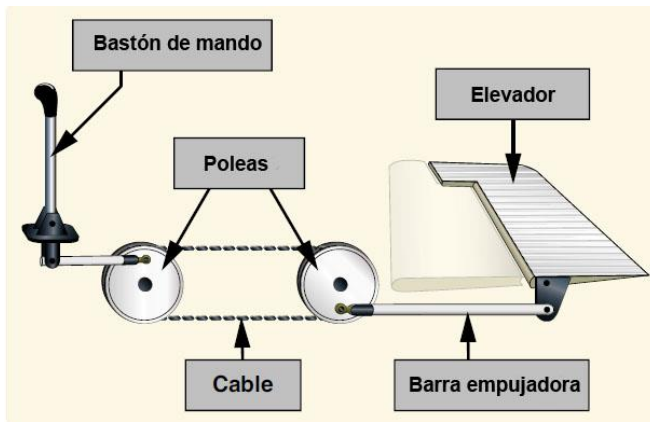 Bastón de mando
Elevador
Poleas
Cable
Barra empujadora